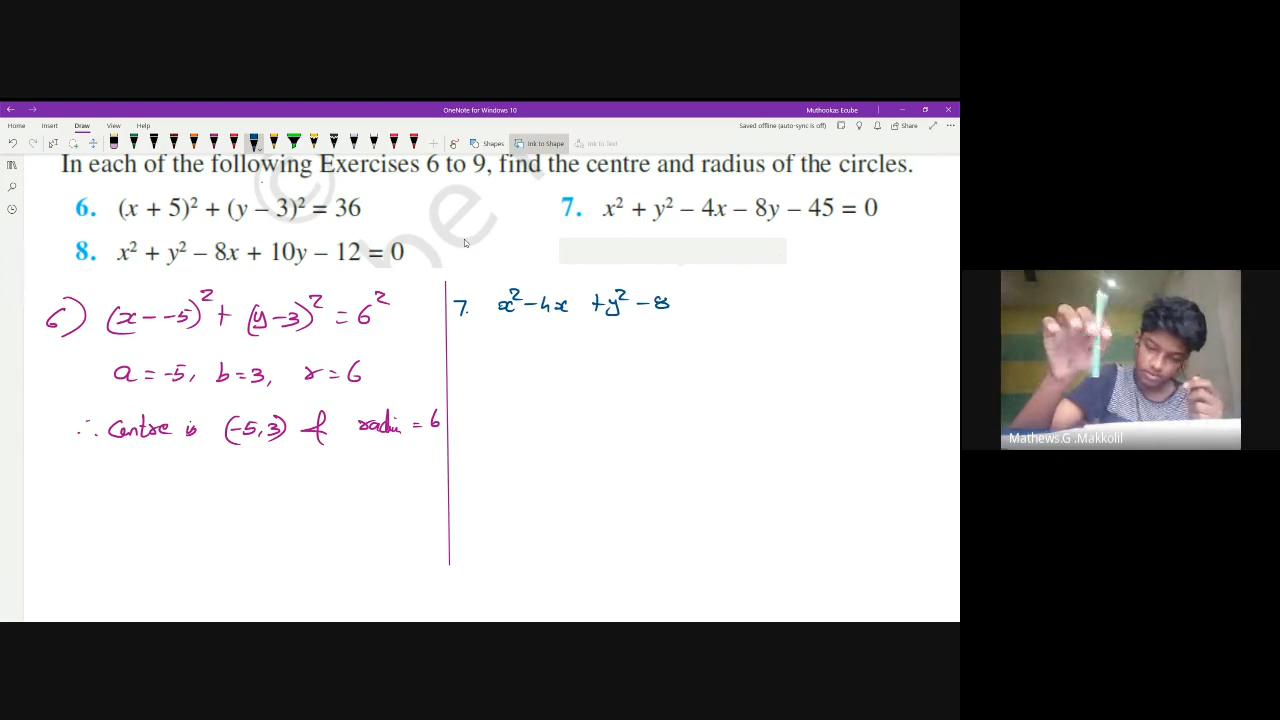 OneNote for Windows 10
Muthookas Ecube
Home Insert Draw View Help
Saved offline (auto-sync is off) Share
Shapes Ink to Shape Ink to Text
In each of the following Exercises 6 to 9, find the centre and radius of the circles.
6. (x + 5)² + (y – 3)² = 36
7. x² + y² – 4x – 8y – 45 = 0
8. x² + y² – 8x + 10y – 12 = 0
6) (x--5)² + (y-3)² = 6²
a = -5, b = 3, r = 6
∴ Centre is (-5,3) & radius = 6
7. x² - 4x + y² - 8
Mathews.G .Makkolil